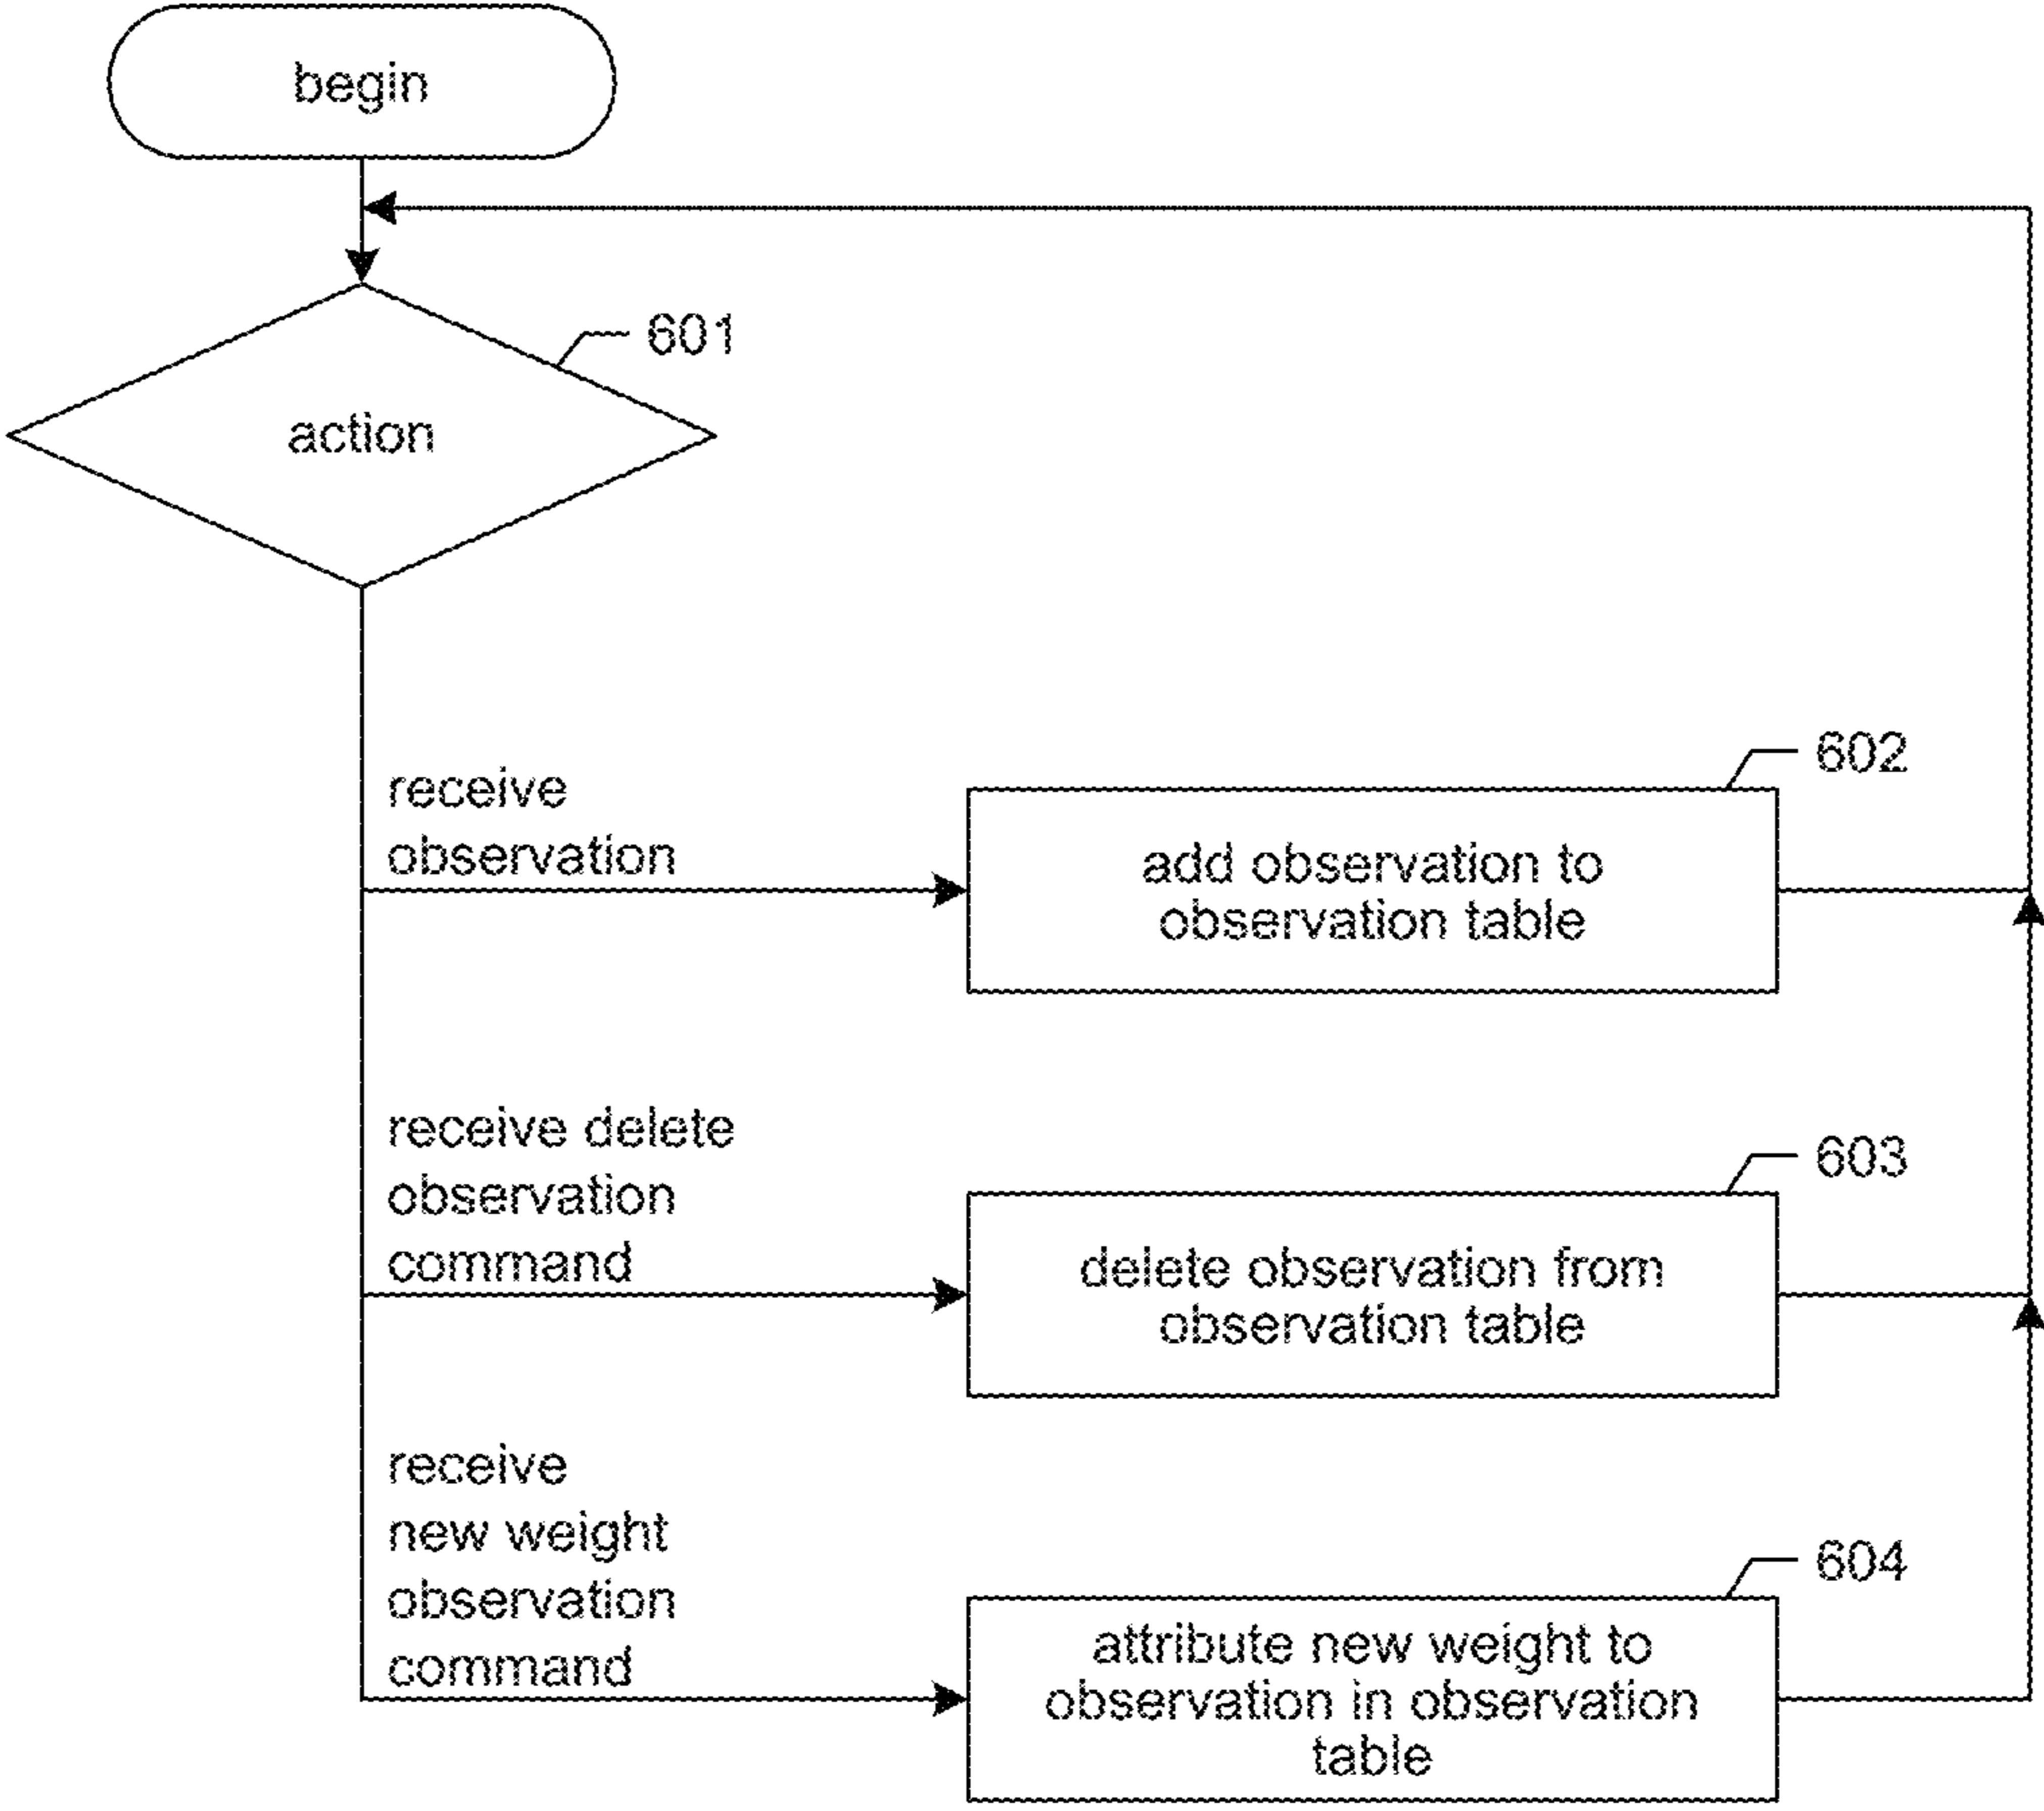 begin
601
action
receive
observation
602
add observation to
observation table
receive delete
observation
command
603
delete observation from
observation table
receive
new weight
observation
command
604
attribute new weight to
observation in observation
table